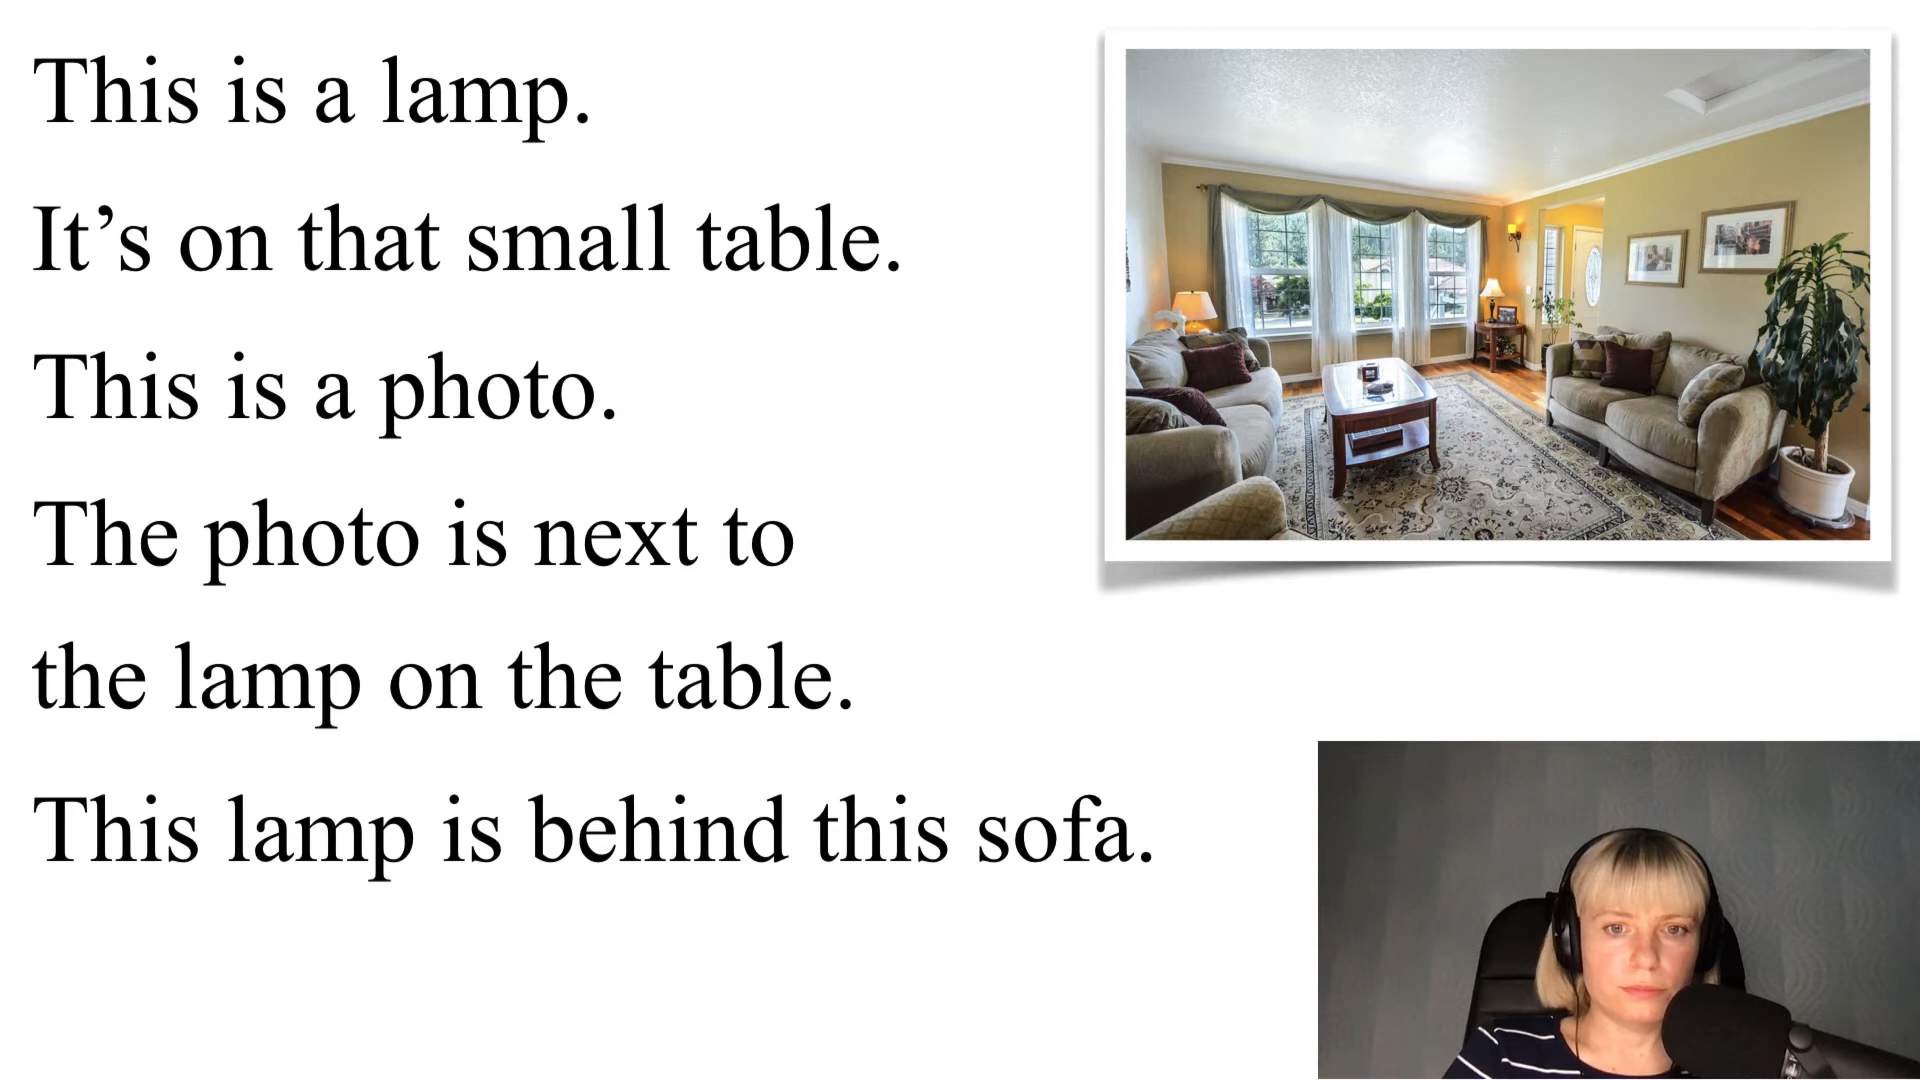 This is a lamp.
It’s on that small table.
This is a photo.
The photo is next to
the lamp on the table.
This lamp is behind this sofa.